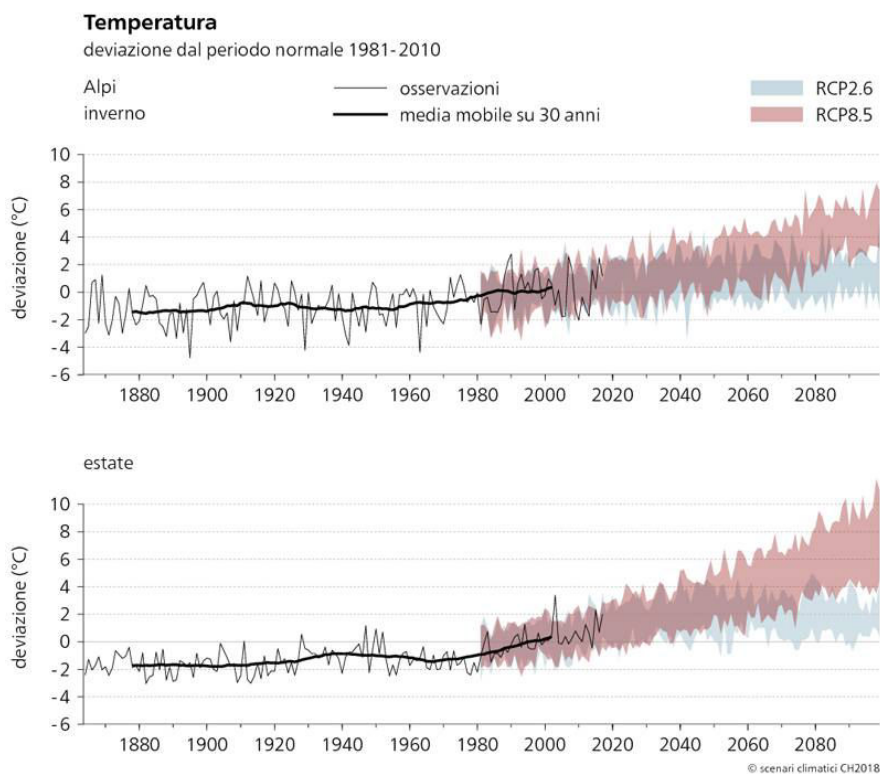 Temperatura
deviazione dal periodo normale 1981-2010
Alpi
inverno
osservazioni
media mobile su 30 anni
RCP2.6
RCP8.5
deviazione (°C)
10
8
6
4
2
0
-2
-4
-6
1880 1900 1920 1940 1960 1980 2000 2020 2040 2060 2080
estate
deviazione (°C)
10
8
6
4
2
0
-2
-4
-6
1880 1900 1920 1940 1960 1980 2000 2020 2040 2060 2080
© scenari climatici CH2018